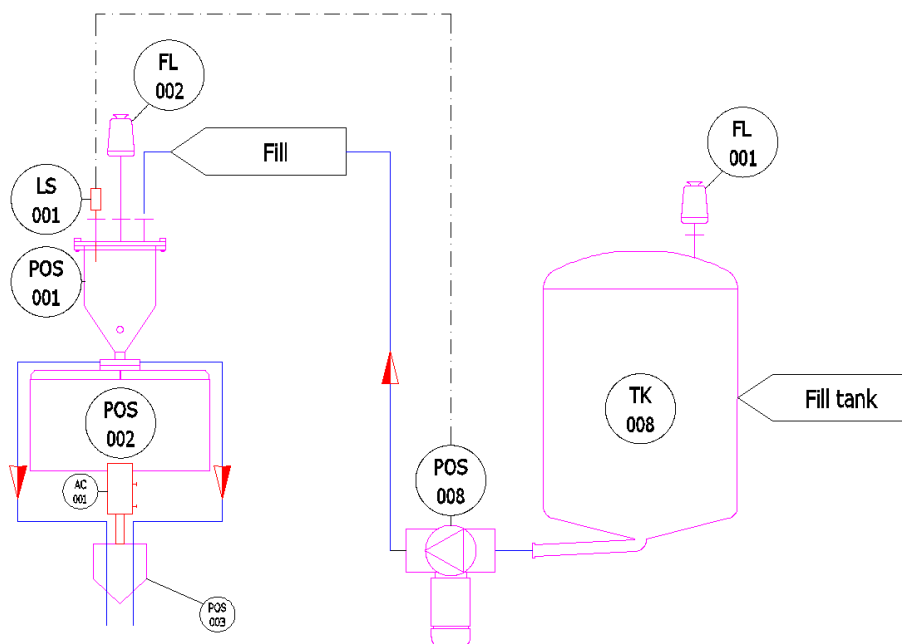 FL
002
Fill
FL
001
LS
001
POS
001
TK
008
Fill tank
POS
002
POS
008
AC
001
POS
003